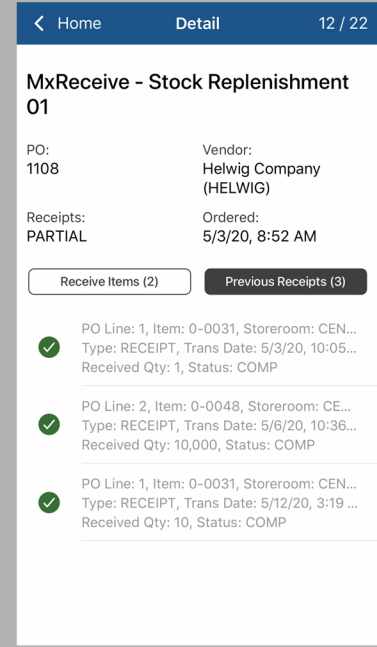 Home
Detail
12 / 22
MxReceive - Stock Replenishment
01
PO:
1108
Vendor:
Helwig Company
(HELWIG)
Receipts:
PARTIAL
Ordered:
5/3/20, 8:52 AM
Receive Items (2)
Previous Receipts (3)
PO Line: 1, Item: 0-0031, Storeroom: CEN...
Type: RECEIPT, Trans Date: 5/3/20, 10:05...
Received Qty: 1, Status: COMP
PO Line: 2, Item: 0-0048, Storeroom: CE...
Type: RECEIPT, Trans Date: 5/6/20, 10:36...
Received Qty: 10,000, Status: COMP
PO Line: 1, Item: 0-0031, Storeroom: CEN...
Type: RECEIPT, Trans Date: 5/12/20, 3:19 ...
Received Qty: 10, Status: COMP